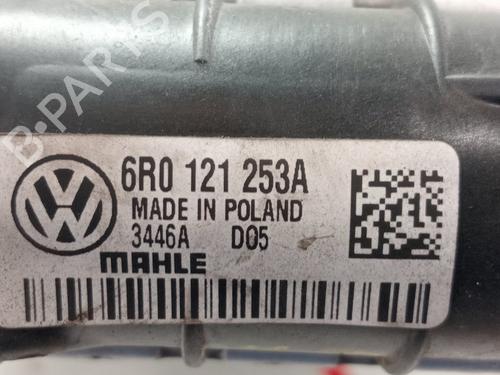 B-PARTS
6R0 121 253A
MADE IN POLAND
3446A D05
MAHLE